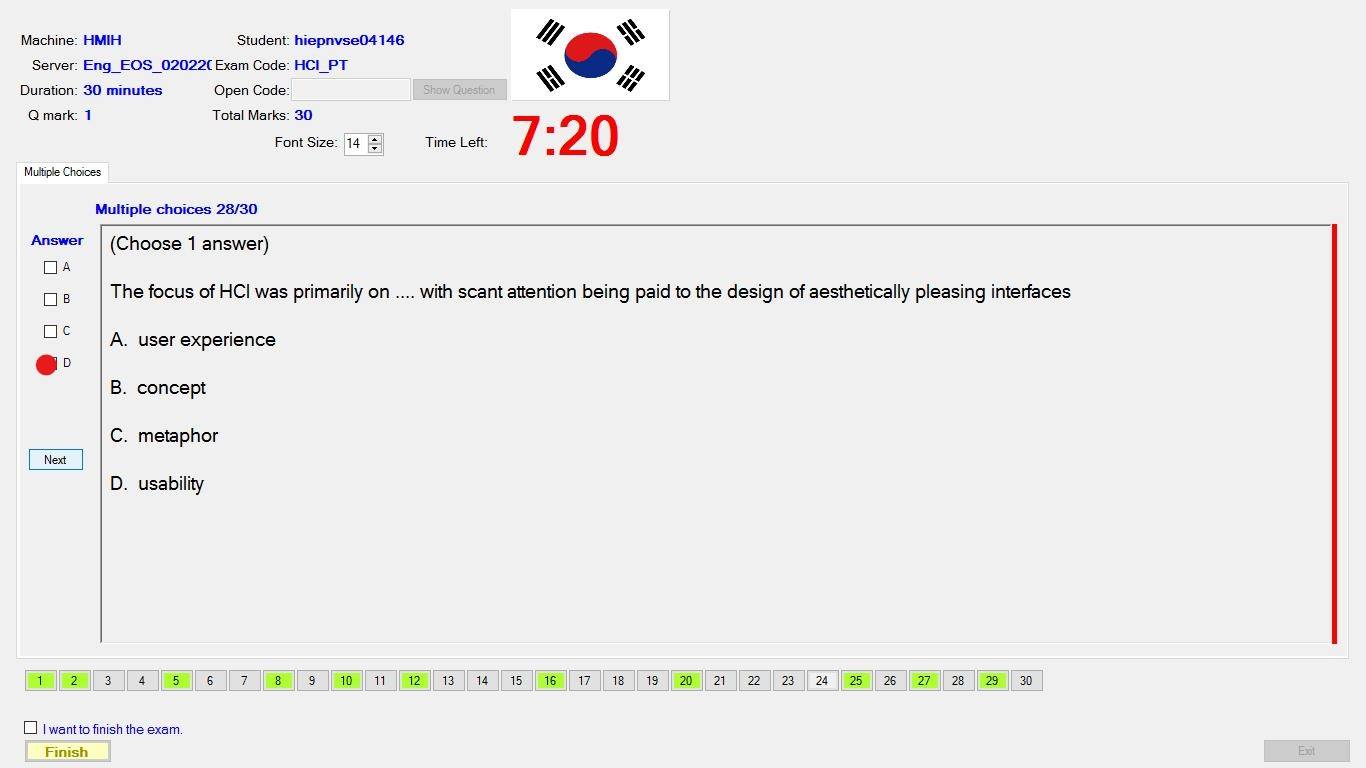 Machine: HMIH Student: hiepnvse04146
Server: Eng_EOS_02022 Exam Code: HCI_PT
Duration: 30 minutes Open Code: Show Question
Q mark: 1 Total Marks: 30
Font Size: 14 Time Left: 7:20
Multiple Choices
Multiple choices 28/30
Answer
(Choose 1 answer)
A
The focus of HCI was primarily on .... with scant attention being paid to the design of aesthetically pleasing interfaces
B
C
A. user experience
D
B. concept
C. metaphor
Next
D. usability
1 2 3 4 5 6 7 8 9 10 11 12 13 14 15 16 17 18 19 20 21 22 23 24 25 26 27 28 29 30
I want to finish the exam.
Finish Exit